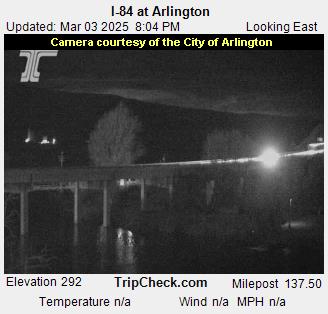 I-84 at Arlington
Updated: Mar 03 2025 8:04 PM Looking East
Camera courtesy of the City of Arlington
Elevation 292 TripCheck.com Milepost 137.50
Temperature n/a Wind n/a MPH n/a